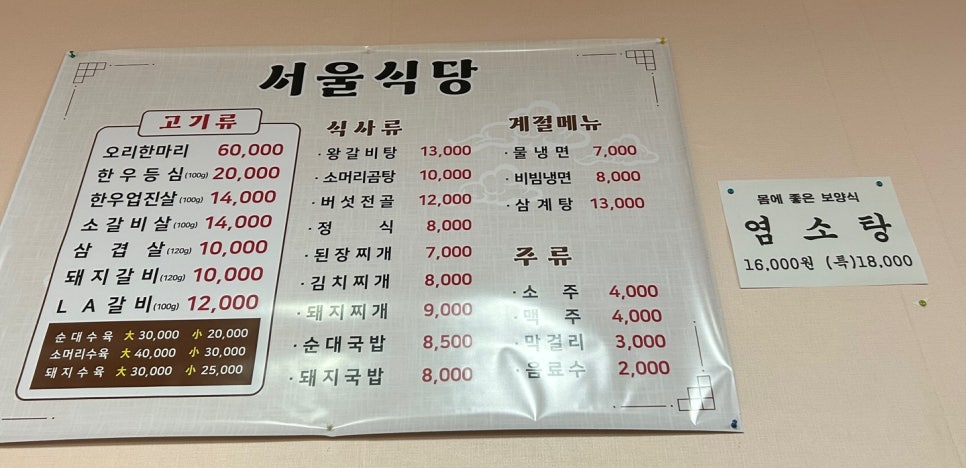 서울식당
고기류
오리한마리 60,000
한우등심(100g) 20,000
한우업진살(100g) 14,000
소갈비살(100g) 14,000
삼겹살(120g) 10,000
돼지갈비(120g) 10,000
LA갈비(100g) 12,000
순대수육 大 30,000 小 20,000
소머리수육 大 40,000 小 30,000
돼지수육 大 30,000 小 25,000
식사류
·왕갈비탕 13,000
·소머리곰탕 10,000
·버섯전골 12,000
·정식 8,000
·된장찌개 7,000
·김치찌개 8,000
·돼지찌개 9,000
·순대국밥 8,500
·돼지국밥 8,000
계절메뉴
·물냉면 7,000
·비빔냉면 8,000
·삼계탕 13,000
주류
·소주 4,000
·맥주 4,000
·막걸리 3,000
·음료수 2,000
몸에 좋은 보양식
염소탕
16,000원 (특)18,000